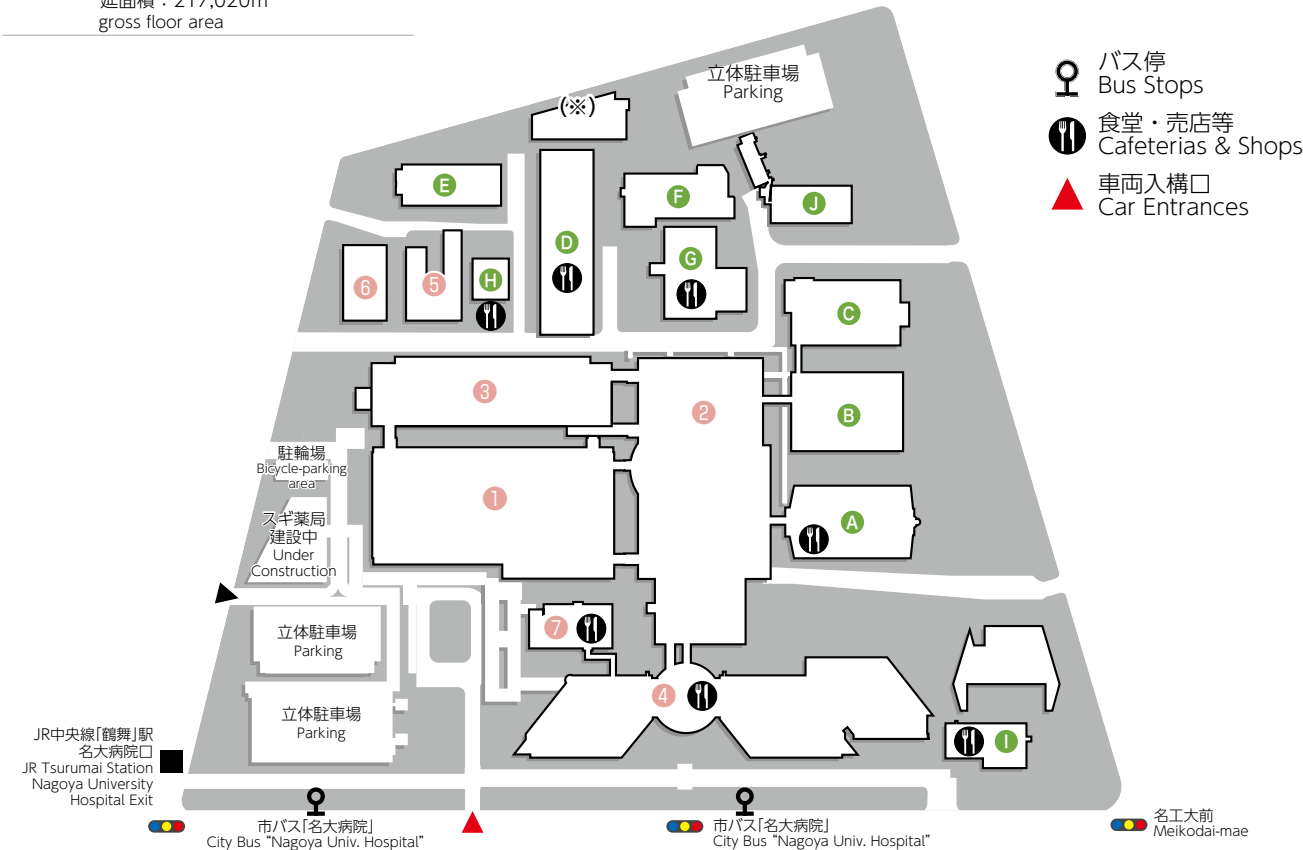 延面積：217,020m
gross floor area
バス停
Bus Stops
食堂・売店等
Cafeterias & Shops
車両入構口
Car Entrances
立体駐車場
Parking
(※)
E
F
J
D
G
H
6
5
C
3
2
B
駐輪場
Bicycle-parking
area
1
A
スギ薬局
建設中
Under
Construction
7
立体駐車場
Parking
4
立体駐車場
Parking
I
JR中央線「鶴舞」駅
名大病院口
JR Tsurumai Station
Nagoya University
Hospital Exit
市バス「名大病院」
City Bus “Nagoya Univ. Hospital”
市バス「名大病院」
City Bus “Nagoya Univ. Hospital”
名工大前
Meikodai-mae